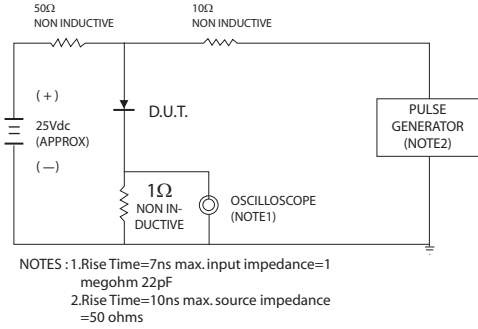 50Ω
NON INDUCTIVE
10Ω
NON INDUCTIVE
(+)
25Vdc
(APPROX)
(—)
D.U.T.
1Ω
NON IN-
DUCTIVE
OSCILLOSCOPE
(NOTE1)
PULSE
GENERATOR
(NOTE2)
NOTES : 1.Rise Time=7ns max. input impedance=1
megohm 22pF
2.Rise Time=10ns max. source impedance
=50 ohms